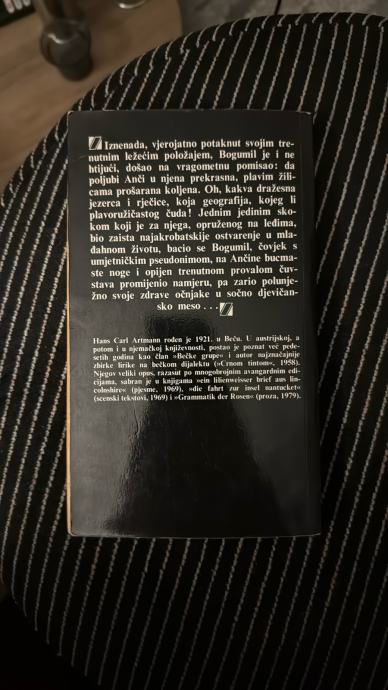 Iznenada, vjerojatno potaknut svojim tre-
nutnim ležećim položajem, Bogumil je i ne
htijući, došao na vragometnu pomisao: da
poljubi Anči u njena prekrasna, plavim žili-
cama prošarana koljena. Oh, kakva dražesna
jezerca i rječice, koja geografija, kojeg li
plavoružičastog čuda! Jednim jedinim sko-
kom koji je za njega, opruženog na leđima,
bio zaista najakrobatskije ostvarenje u mla-
đahnom životu, bacio se Bogumil, čovjek s
umjetničkim pseudonimom, na Ančine bucma-
ste noge i opijen trenutnom provalom čuv-
stava promijenio namjeru, pa zario polunje-
žno svoje zdrave očnjake u sočno djevičan-
sko meso ...
Hans Carl Artmann rođen je 1921. u Beču. U austrijskoj, a
potom i u njemačkoj književnosti, postao je poznat već pede-
setih godina kao član »Bečke grupe« i autor najznačajnije
zbirke lirike na bečkom dijalektu (»Crnom tintom«, 1958).
Njegov veliki opus, razasut po mnogobrojnim avangardnim edi-
cijama, sabran je u knjigama »ein lilienweisser brief aus lin-
colnshire« (pjesme, 1969), »die fahrt zur insel nantucket«
(scenski tekstovi, 1969) i »Grammatik der Rosen« (proza, 1979).